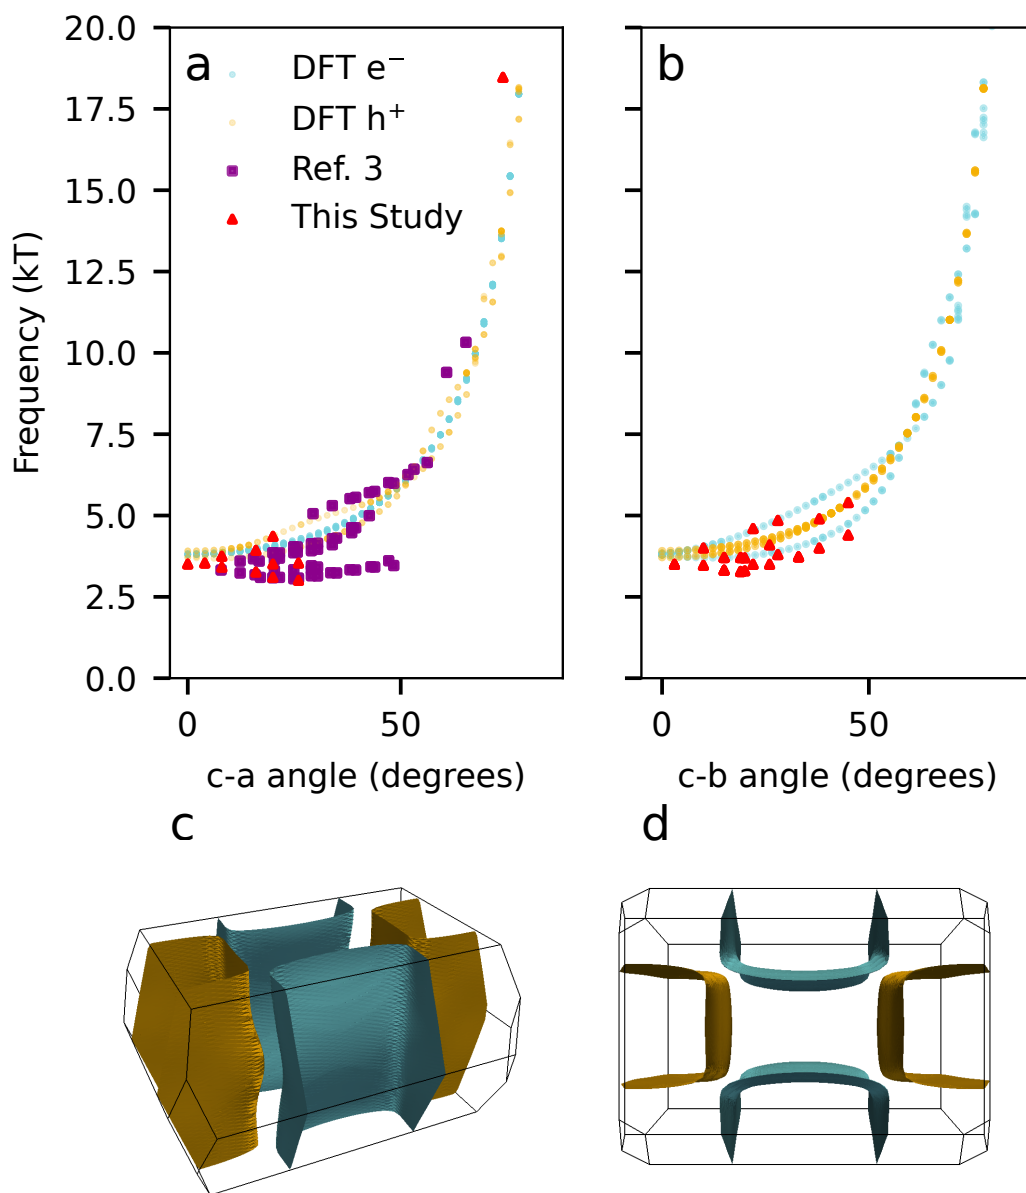 a
DFT e⁻
DFT h⁺
Ref. 3
This Study
b
Frequency (kT)
20.0
17.5
15.0
12.5
10.0
7.5
5.0
2.5
0.0
0
50
c-a angle (degrees)
0
50
c-b angle (degrees)
c
d